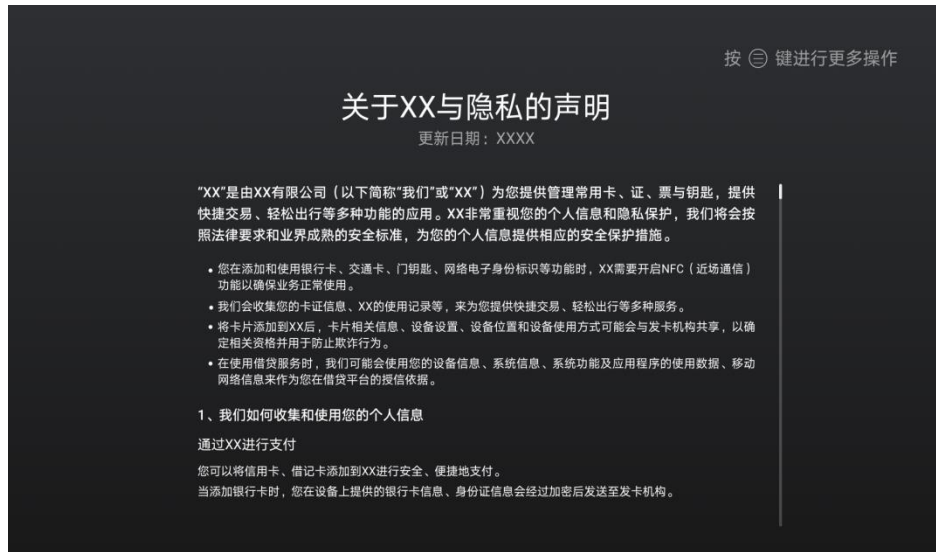 按 ㊂ 键进行更多操作
关于XX与隐私的声明
更新日期：XXXX
“XX”是由XX有限公司（以下简称“我们”或“XX”）为您提供管理常用卡、证、票与钥匙，提供
快捷交易、轻松出行等多种功能的应用。XX非常重视您的个人信息和隐私保护，我们将会按
照法律要求和业界成熟的安全标准，为您的个人信息提供相应的安全保护措施。
• 您在添加和使用银行卡、交通卡、门钥匙、网络电子身份标识等功能时，XX需要开启NFC（近场通信）
功能以确保业务正常使用。
• 我们会收集您的卡证信息、XX的使用记录等，来为您提供快捷交易、轻松出行等多种服务。
• 将卡片添加到XX后，卡片相关信息、设备设置、设备位置和设备使用方式可能会与发卡机构共享，以确
定相关资格并用于防止欺诈行为。
• 在使用借贷服务时，我们可能会使用您的设备信息、系统信息、系统功能及应用程序的使用数据、移动
网络信息来作为您在借贷平台的授信依据。
1、我们如何收集和使用您的个人信息
通过XX进行支付
您可以将信用卡、借记卡添加到XX进行安全、便捷地支付。
当添加银行卡时，您在设备上提供的银行卡信息、身份证信息会经过加密后发送至发卡机构。